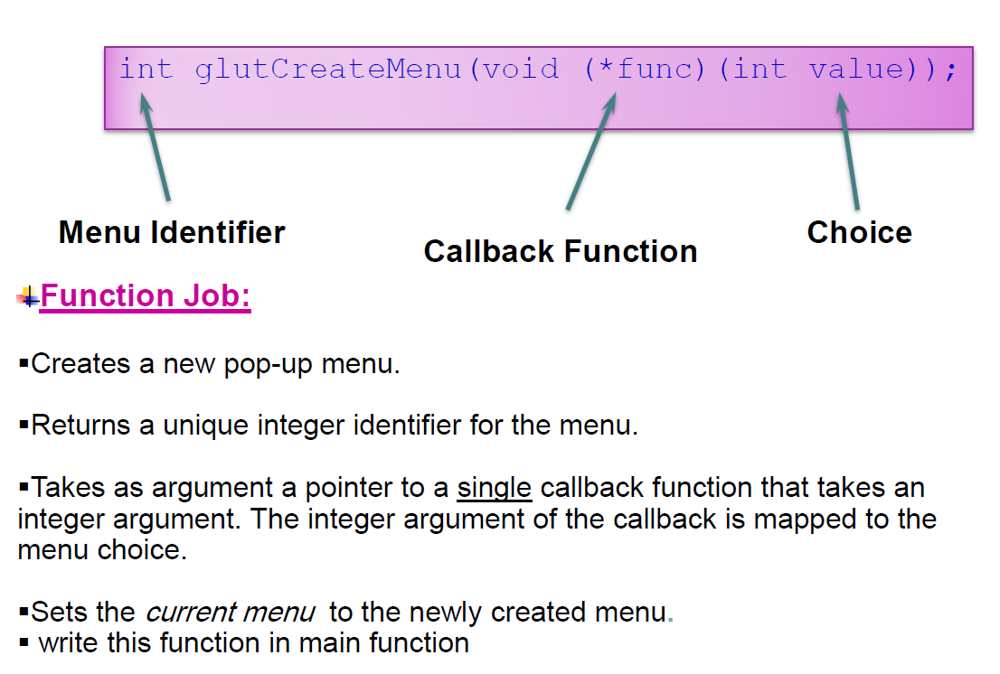 int glutCreateMenu(void (*func)(int value));
Menu Identifier
Callback Function
Choice
Function Job:
▪Creates a new pop-up menu.
▪Returns a unique integer identifier for the menu.
▪Takes as argument a pointer to a single callback function that takes an
integer argument. The integer argument of the callback is mapped to the
menu choice.
▪Sets the current menu to the newly created menu.
▪ write this function in main function